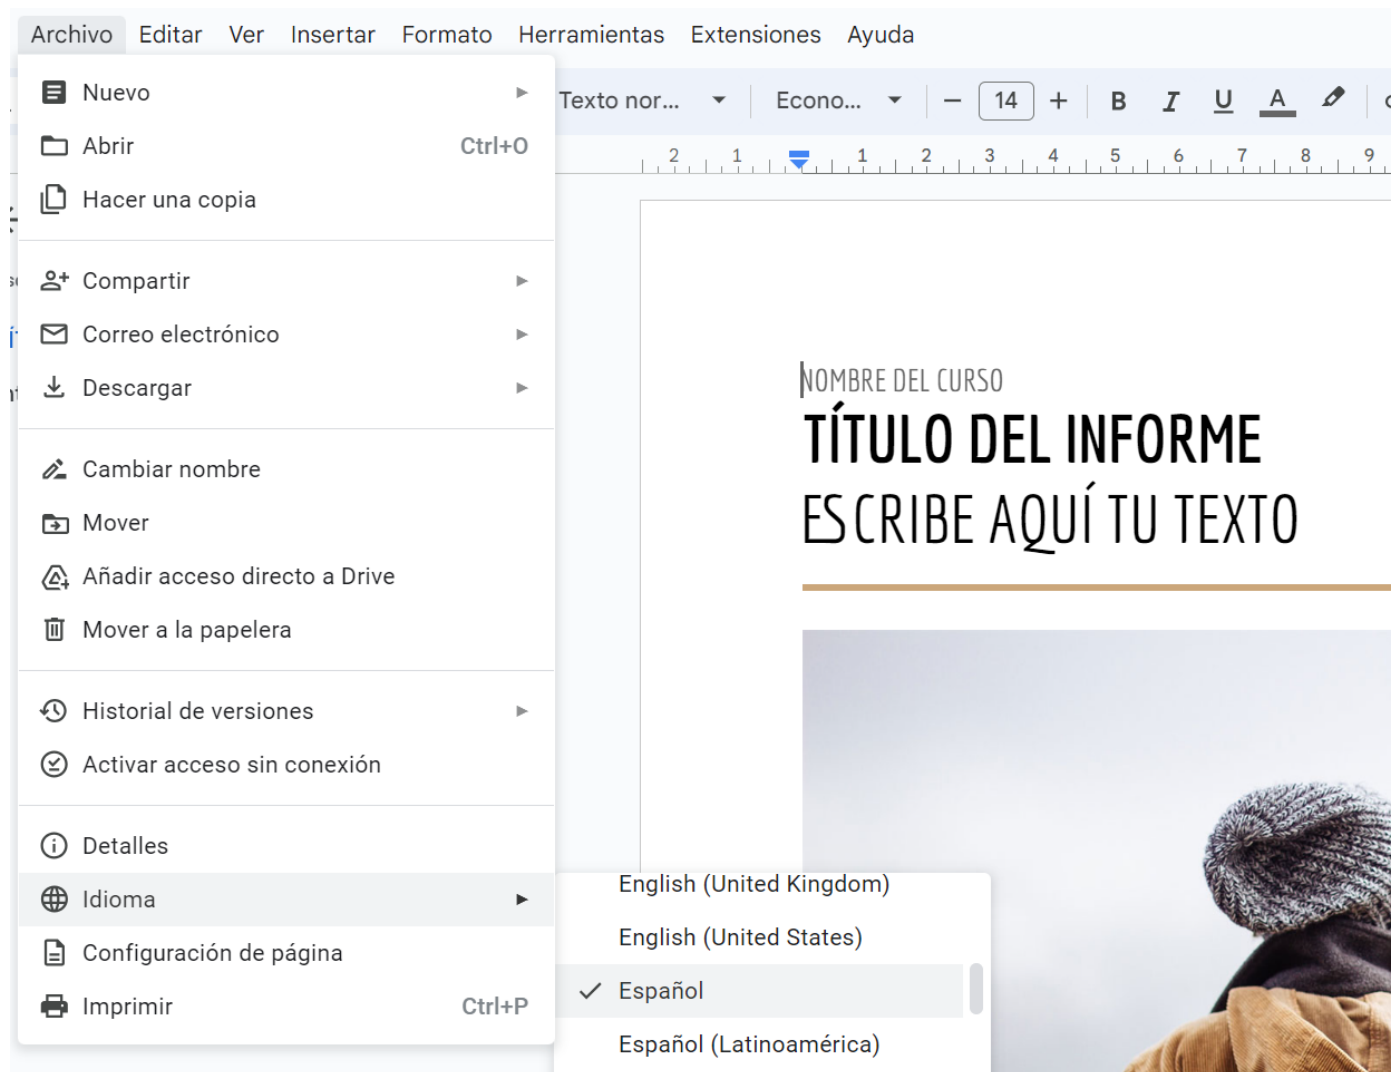 Archivo Editar Ver Insertar Formato Herramientas Extensiones Ayuda
Texto nor... Econo... 14 B I U A
2 1 1 2 3 4 5 6 7 8 9
Nuevo
Abrir Ctrl+O
Hacer una copia
Compartir
Correo electrónico
Descargar
Cambiar nombre
Mover
Añadir acceso directo a Drive
Mover a la papelera
Historial de versiones
Activar acceso sin conexión
Detalles
Idioma
Configuración de página
Imprimir Ctrl+P
English (United Kingdom)
English (United States)
Español
Español (Latinoamérica)
NOMBRE DEL CURSO
TÍTULO DEL INFORME
ESCRIBE AQUÍ TU TEXTO